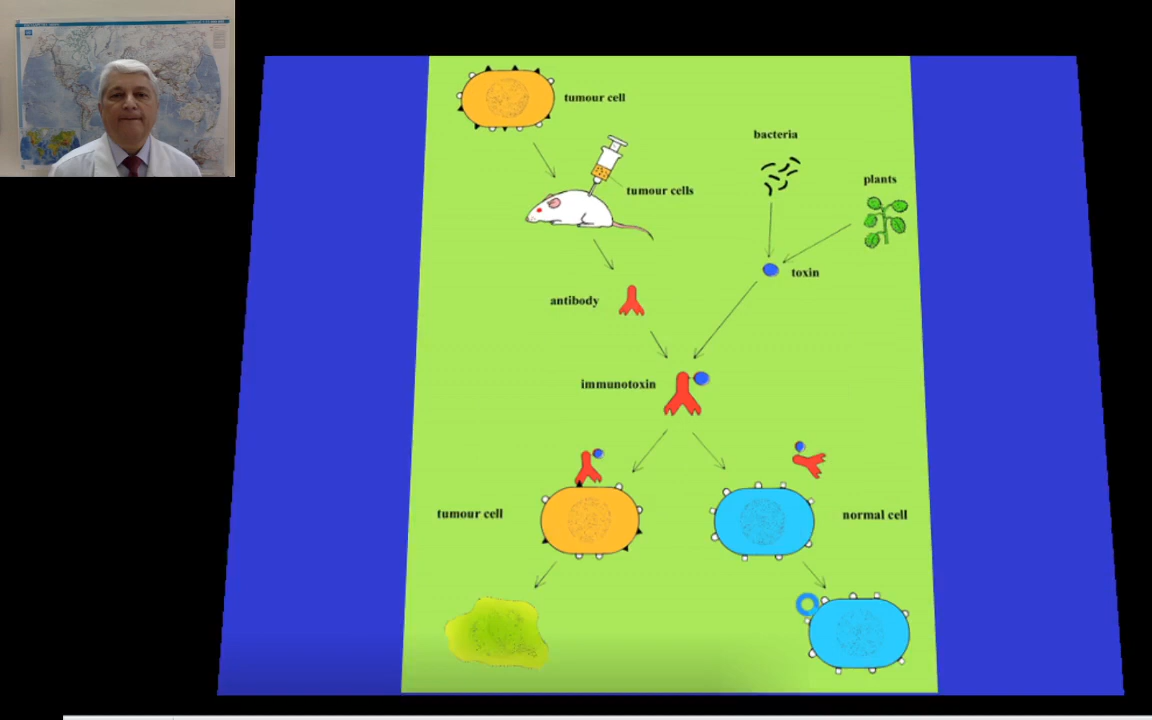 tumour cell
bacteria
plants
tumour cells
toxin
antibody
immunotoxin
tumour cell
normal cell